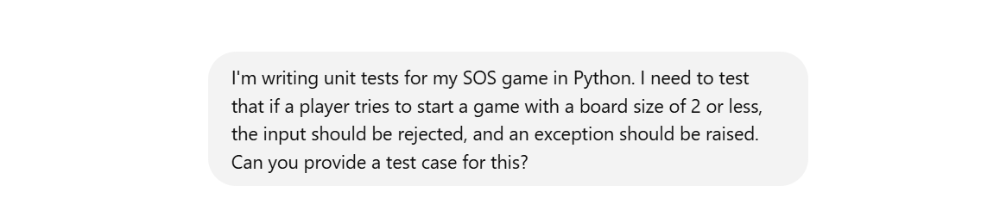 I'm writing unit tests for my SOS game in Python. I need to test
that if a player tries to start a game with a board size of 2 or less,
the input should be rejected, and an exception should be raised.
Can you provide a test case for this?